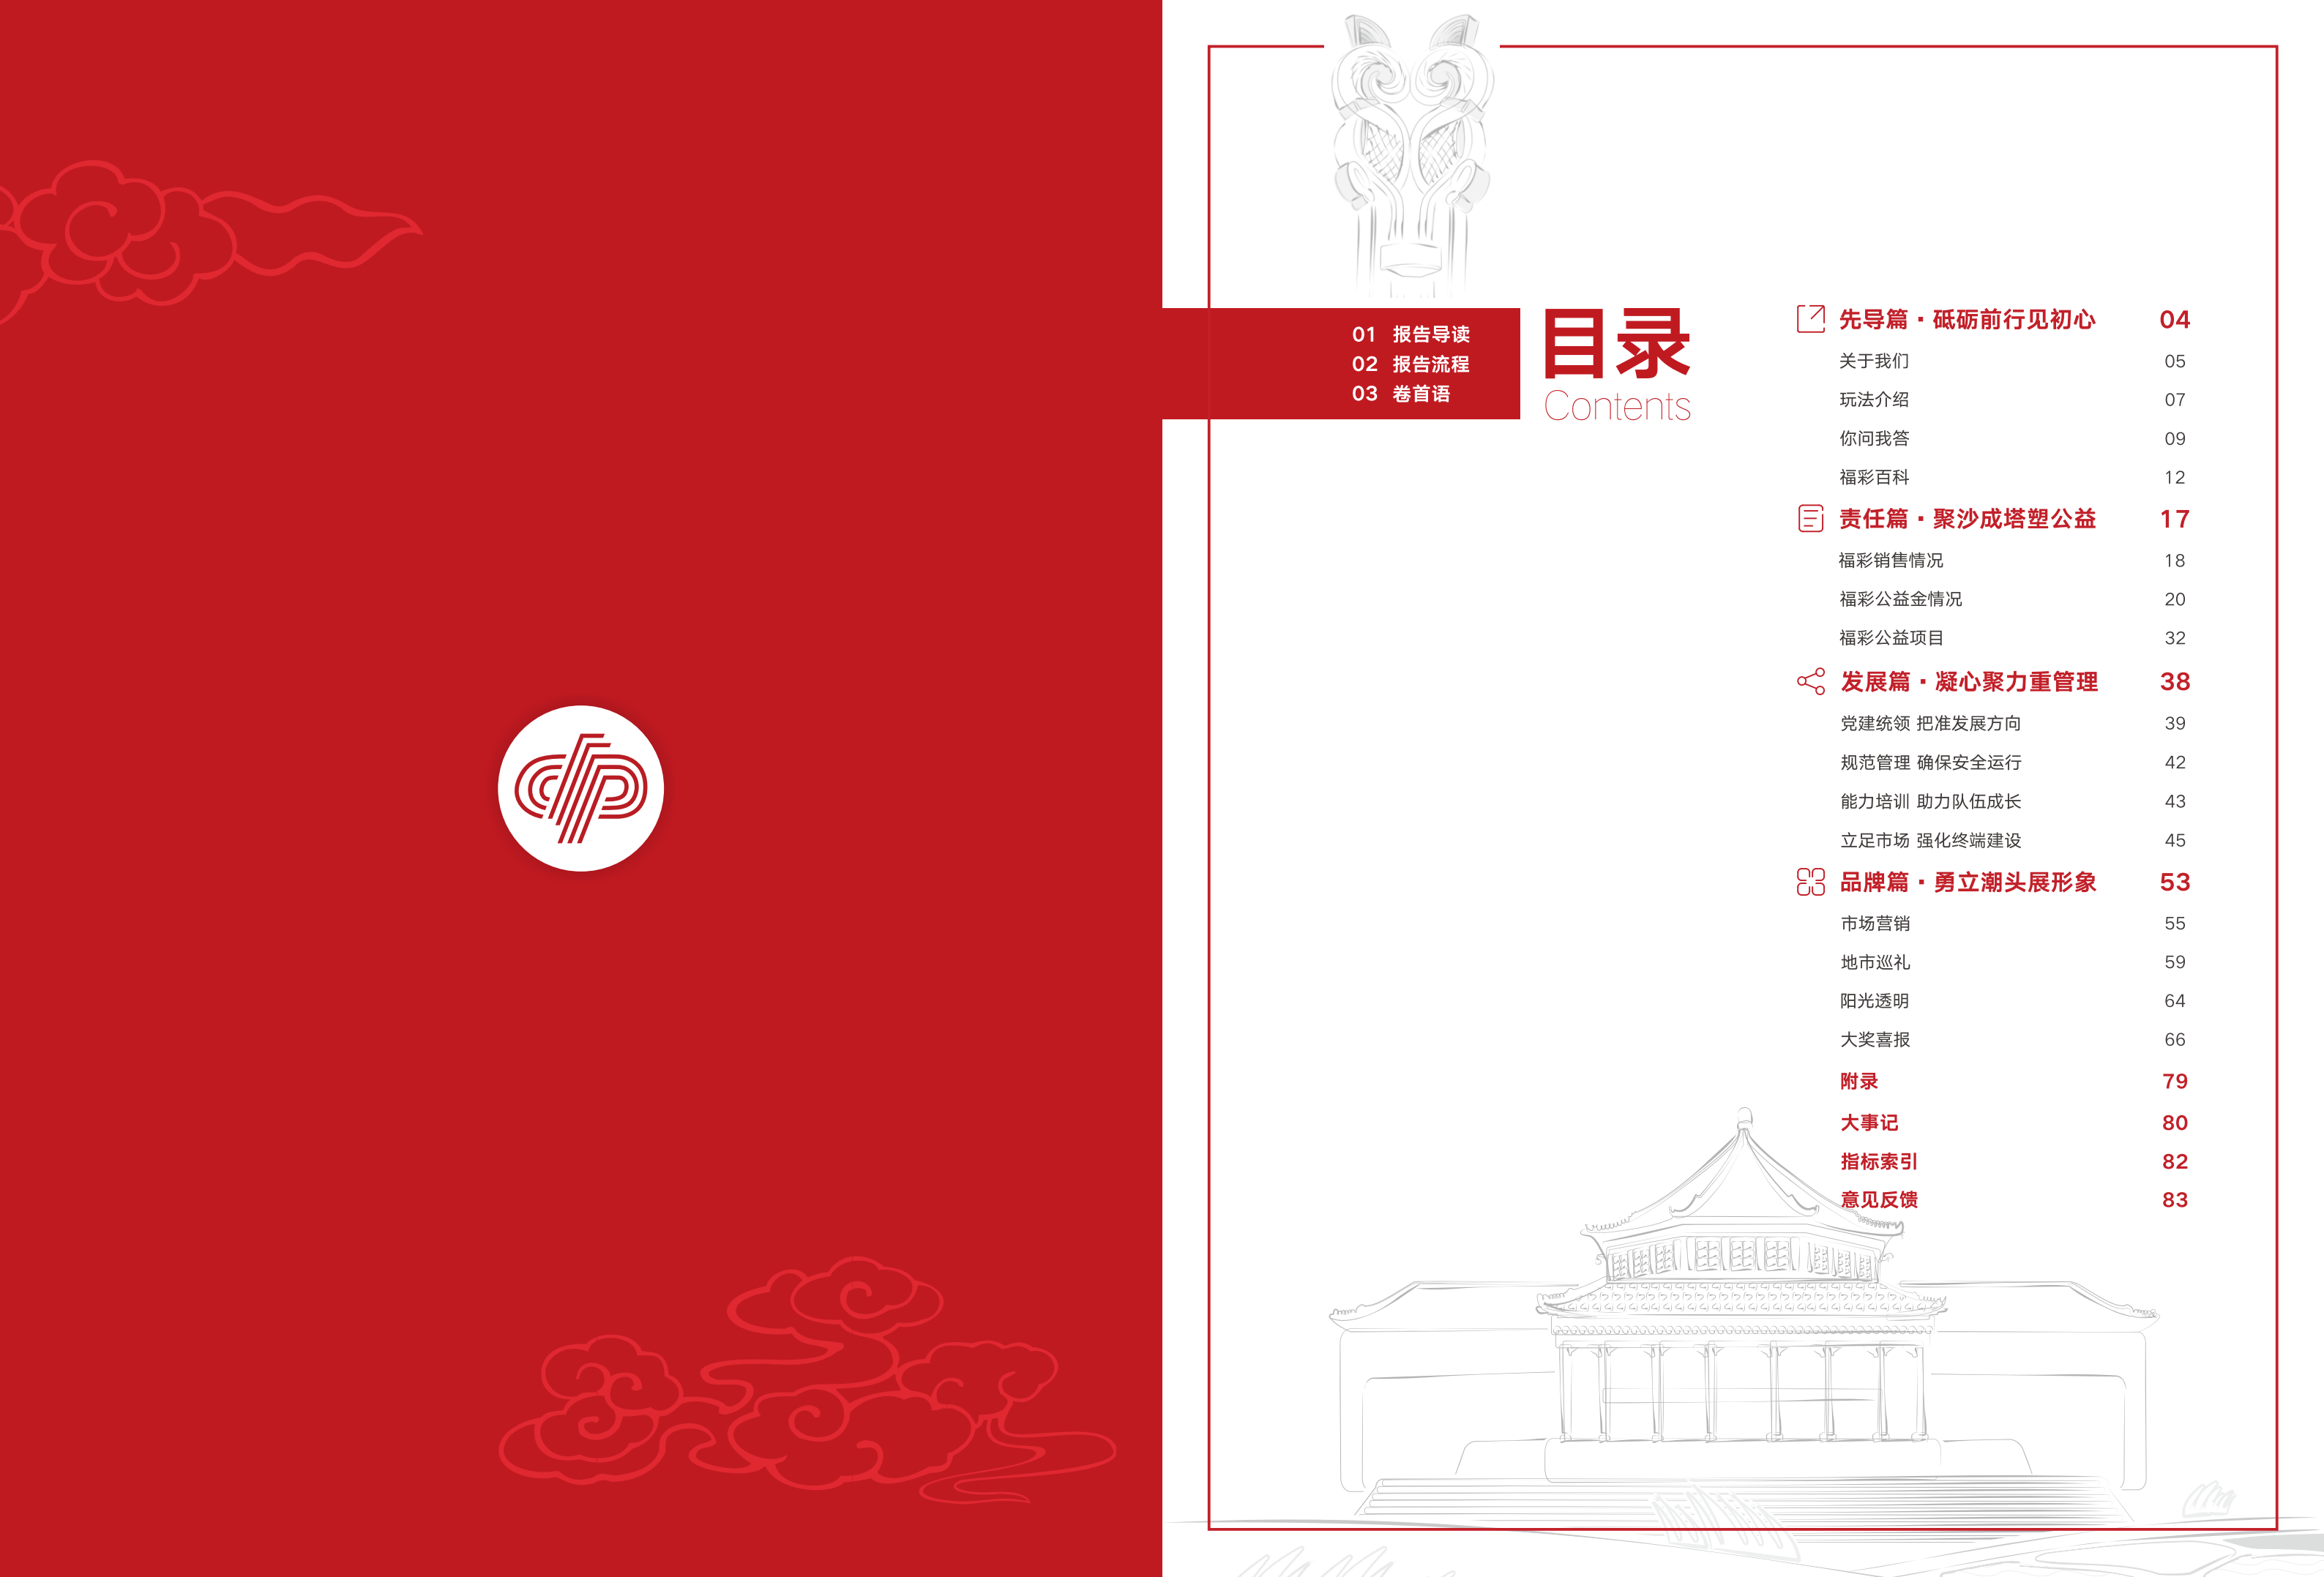 01 报告导读
02 报告流程
03 卷首语
目录
Contents
先导篇·砥砺前行见初心 04
关于我们 05
玩法介绍 07
你问我答 09
福彩百科 12
责任篇·聚沙成塔塑公益 17
福彩销售情况 18
福彩公益金情况 20
福彩公益项目 32
发展篇·凝心聚力重管理 38
党建统领 把准发展方向 39
规范管理 确保安全运行 42
能力培训 助力队伍成长 43
立足市场 强化终端建设 45
品牌篇·勇立潮头展形象 53
市场营销 55
地市巡礼 59
阳光透明 64
大奖喜报 66
附录 79
大事记 80
指标索引 82
意见反馈 83